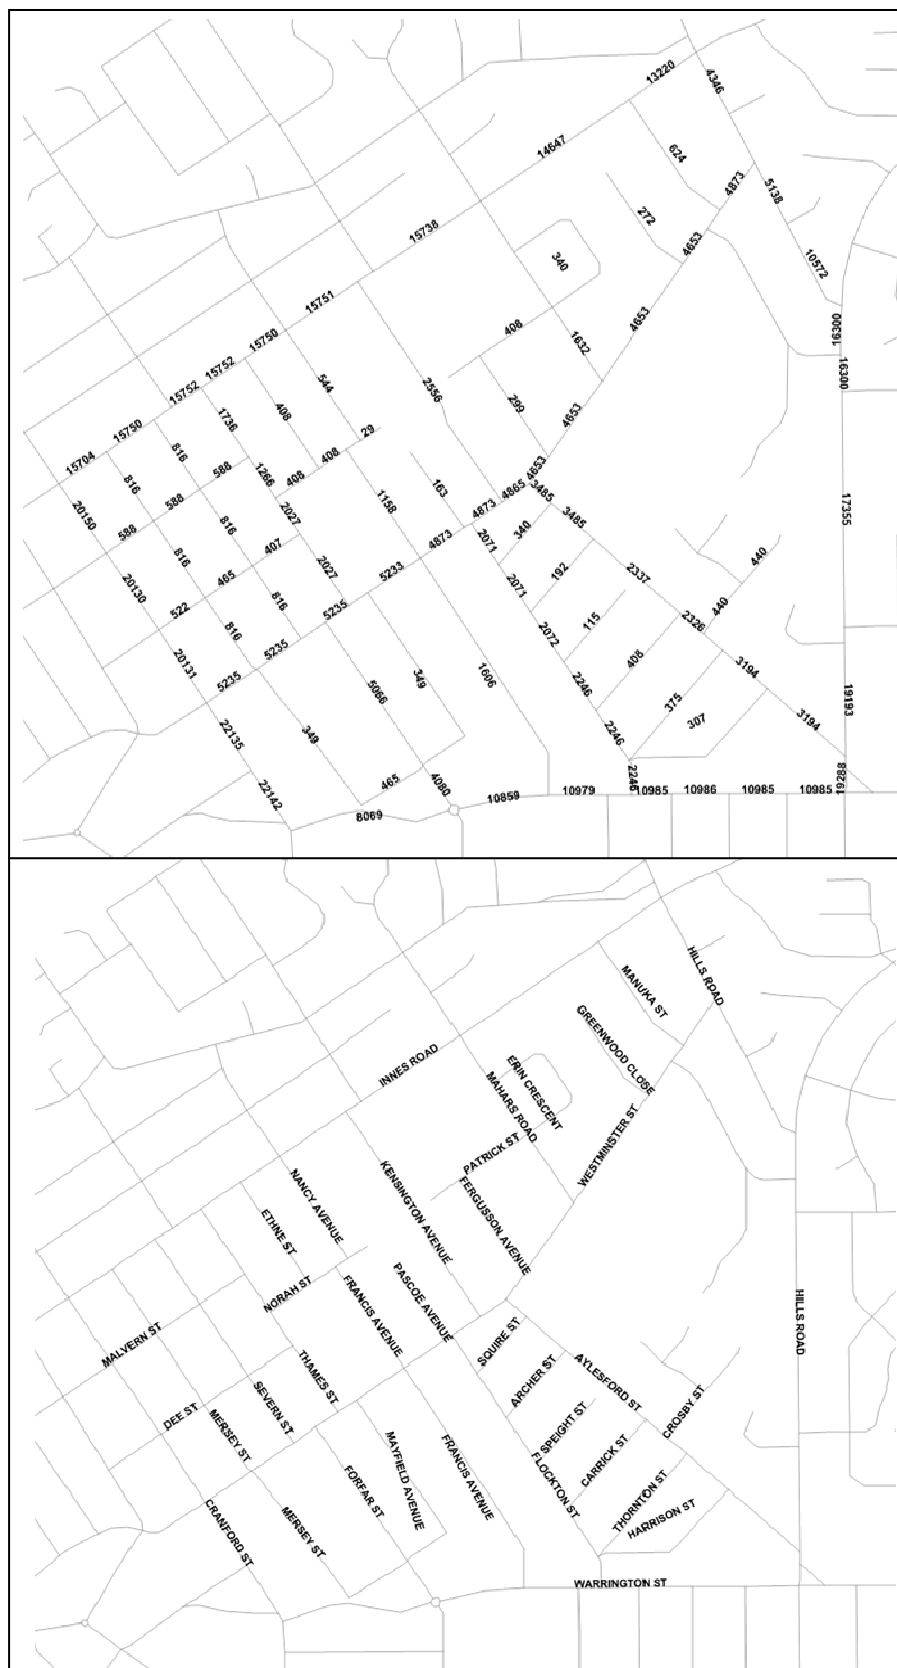 4346
13220
14647
624
4873
5138
272
15738
4653
340
10572
15751
4653
16300
408
1632
15750
16300
15752
544
2556
15752
408
299
4653
1736
15750
816
29
15704
588
408
4653
816
588
1266
408
163
3485
4865
1158
20150
588
2027
4873
3485
17355
816
407
340
2071
4873
816
465
2027
5233
192
2337
440
20130
522
816
5235
2071
440
816
5235
115
2072
2326
20131
5235
5066
349
1606
408
2246
3194
375
19193
22135
349
307
3194
2246
4080
465
2246
19288
22142
8069
10859
10979
10985
10986
10985
10985
HILLS ROAD
MANUKA ST
GREENWOOD CLOSE
INNES ROAD
ERIN CRESCENT
MAHARS ROAD
WESTMINSTER ST
PATRICK ST
NANCY AVENUE
KENSINGTON AVENUE
FERGUSSON AVENUE
ETHNE ST
PASCOE AVENUE
NORAH ST
FRANCIS AVENUE
HILLS ROAD
MALVERN ST
SQUIRE ST
THAMES ST
ARCHER ST
AYLESFORD ST
DEE ST
MERSEY ST
SEVERN ST
CROSBY ST
SPEIGHT ST
MAYFIELD AVENUE
FRANCIS AVENUE
CARRICK ST
FLOCKTON ST
FORFAR ST
CRANFORD ST
MERSEY ST
THORNTON ST
HARRISON ST
WARRINGTON ST